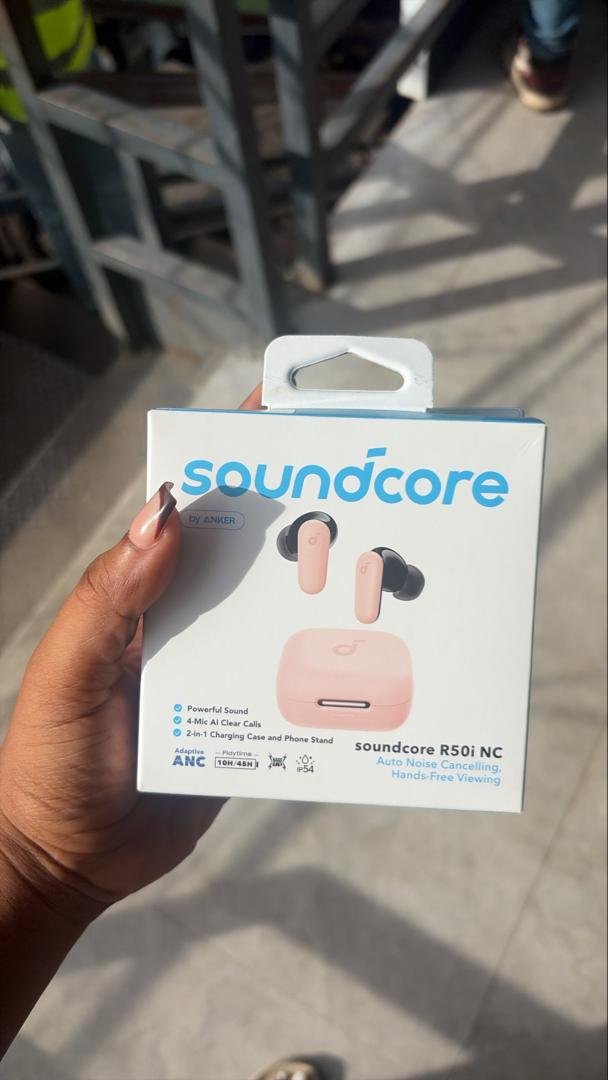 soundcore
by ANKER
Powerful Sound
4-Mic AI Clear Calls
2-in-1 Charging Case and Phone Stand
Adaptive
ANC
Playtime
10H/45H
IP54
soundcore R50i NC
Auto Noise Cancelling,
Hands-Free Viewing